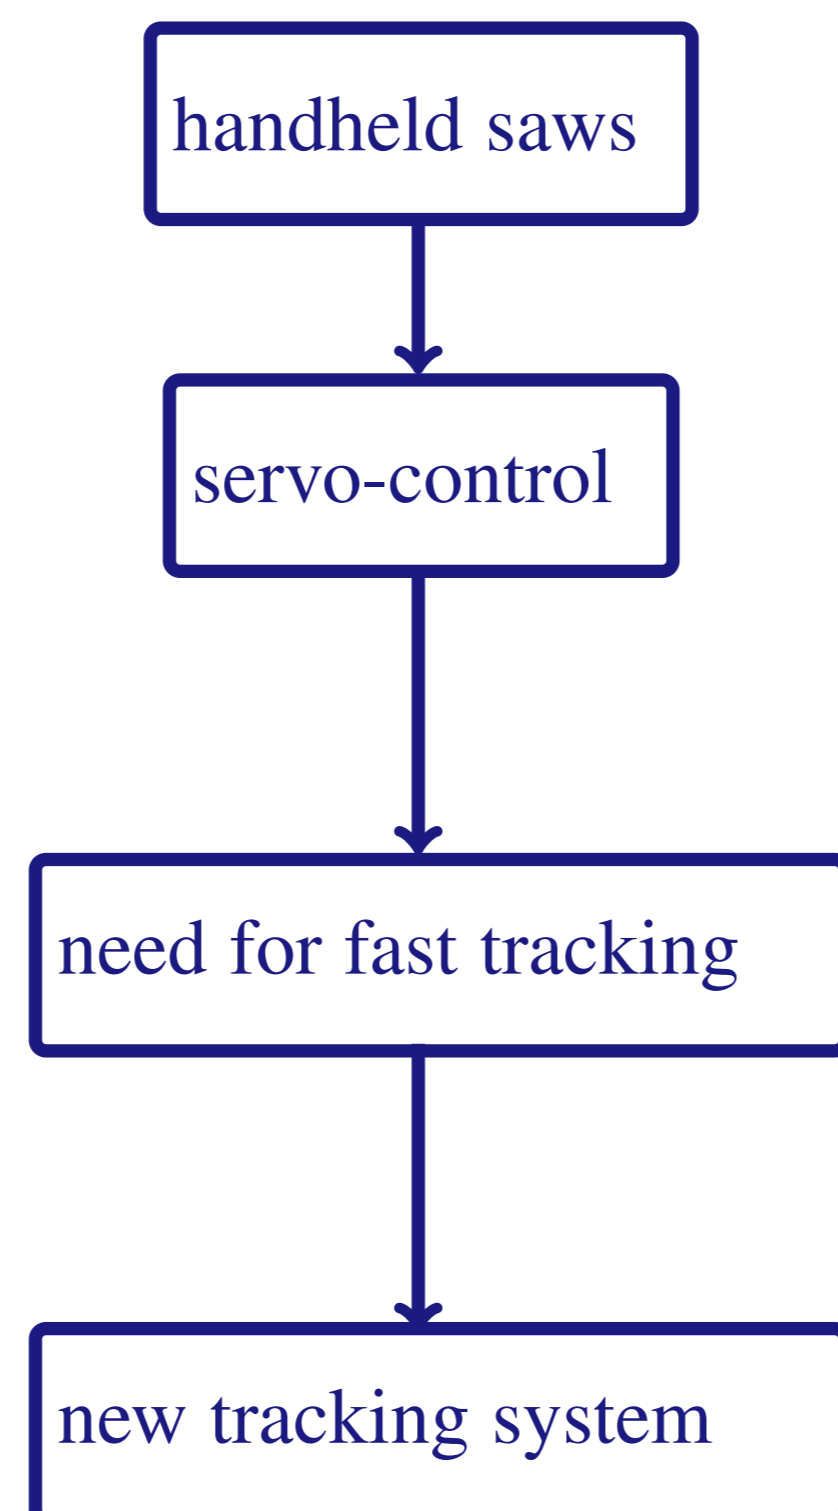 handheld saws
servo-control
need for fast tracking
new tracking system